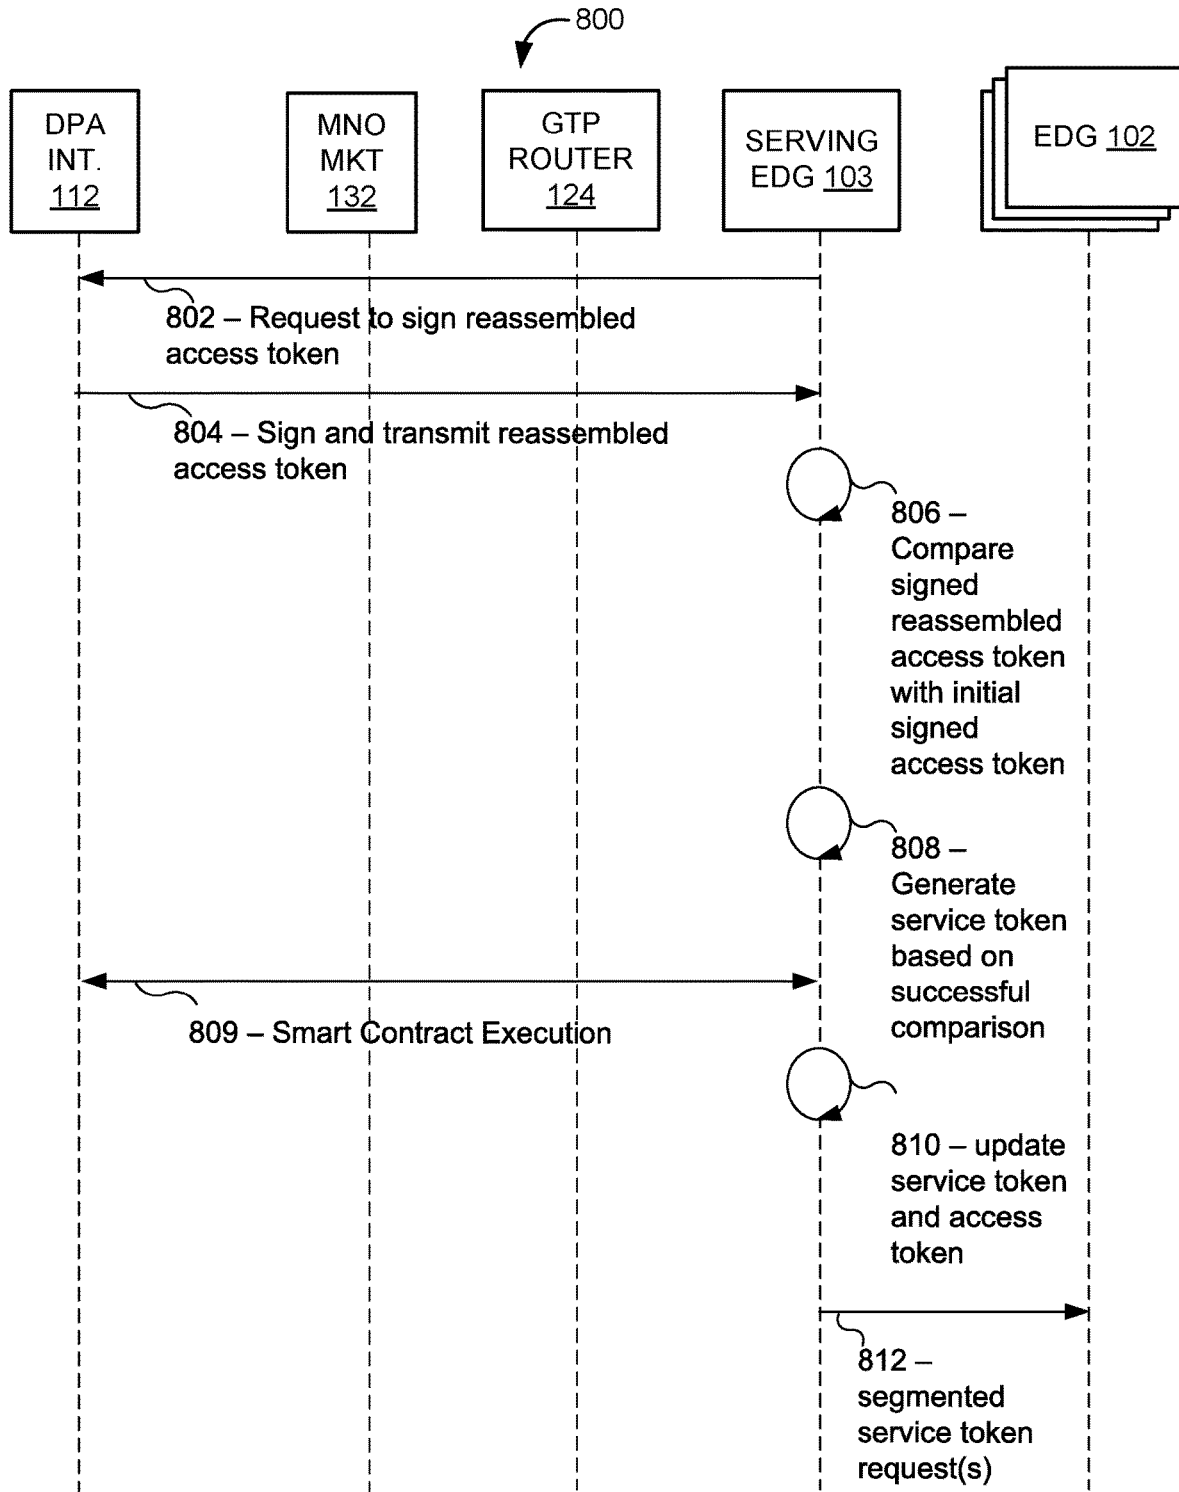 800
DPA
INT.
112
MNO
MKT
132
GTP
ROUTER
124
SERVING
EDG 103
EDG 102
802 – Request to sign reassembled
access token
804 – Sign and transmit reassembled
access token
806 –
Compare
signed
reassembled
access token
with initial
signed
access token
808 –
Generate
service token
based on
successful
comparison
809 – Smart Contract Execution
810 – update
service token
and access
token
812 –
segmented
service token
request(s)